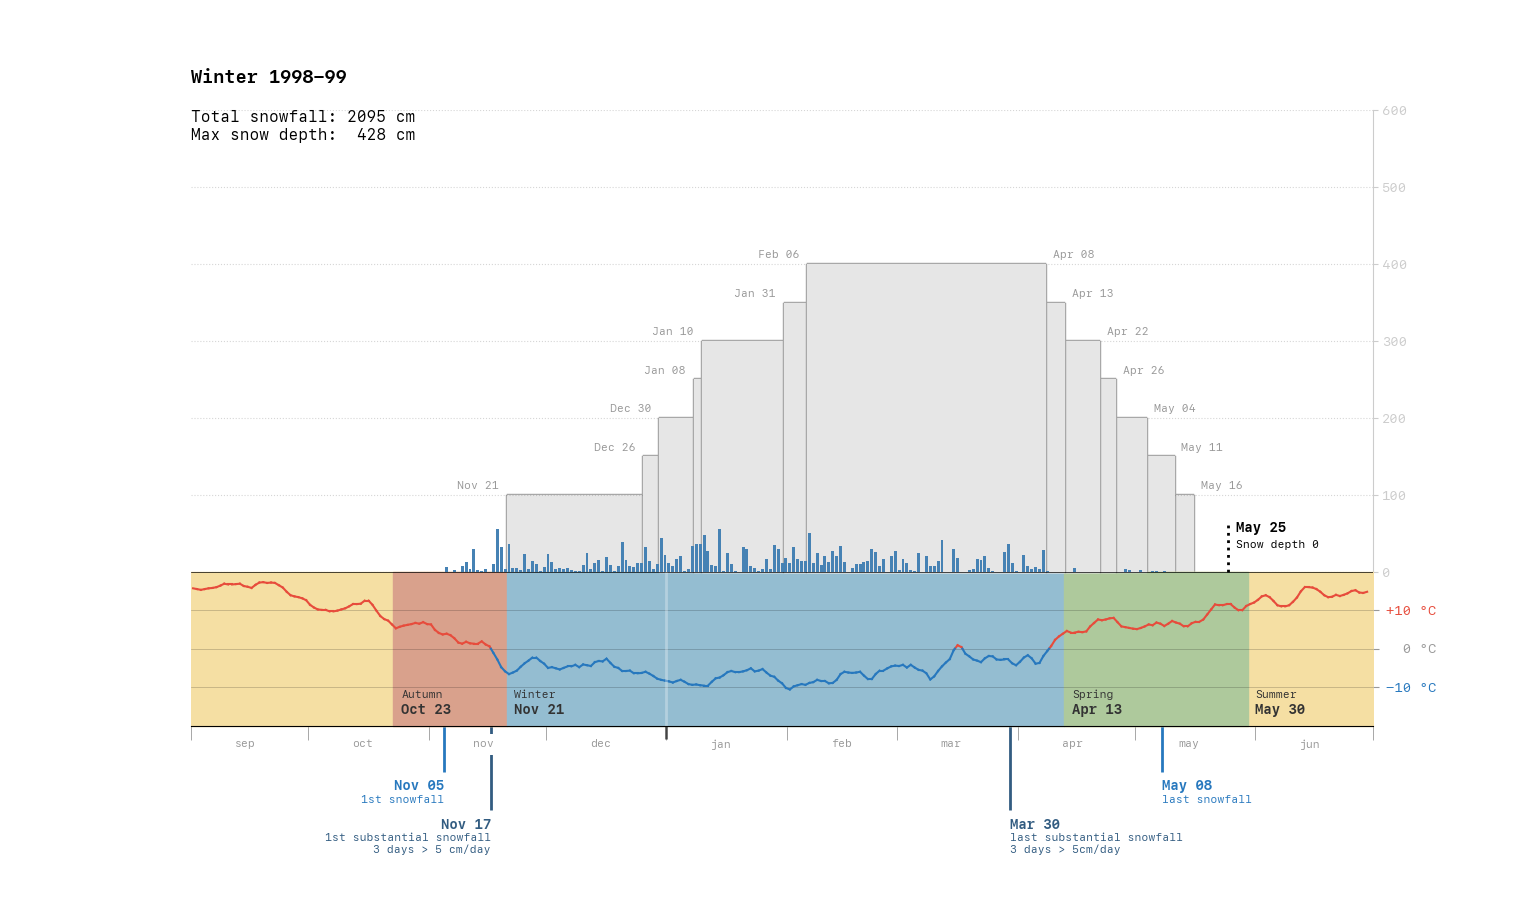 Winter 1998–99
Total snowfall: 2095 cm
Max snow depth: 428 cm
600
500
Feb 06
Apr 08
400
Jan 31
Apr 13
Jan 10
Apr 22
300
Jan 08
Apr 26
Dec 30
May 04
200
Dec 26
May 11
Nov 21
May 16
100
May 25
Snow depth 0
0
+10 °C
0 °C
−10 °C
Autumn
Oct 23
Winter
Nov 21
Spring
Apr 13
Summer
May 30
sep
oct
nov
dec
jan
feb
mar
apr
may
jun
Nov 05
1st snowfall
May 08
last snowfall
Nov 17
1st substantial snowfall
3 days > 5 cm/day
Mar 30
last substantial snowfall
3 days > 5cm/day